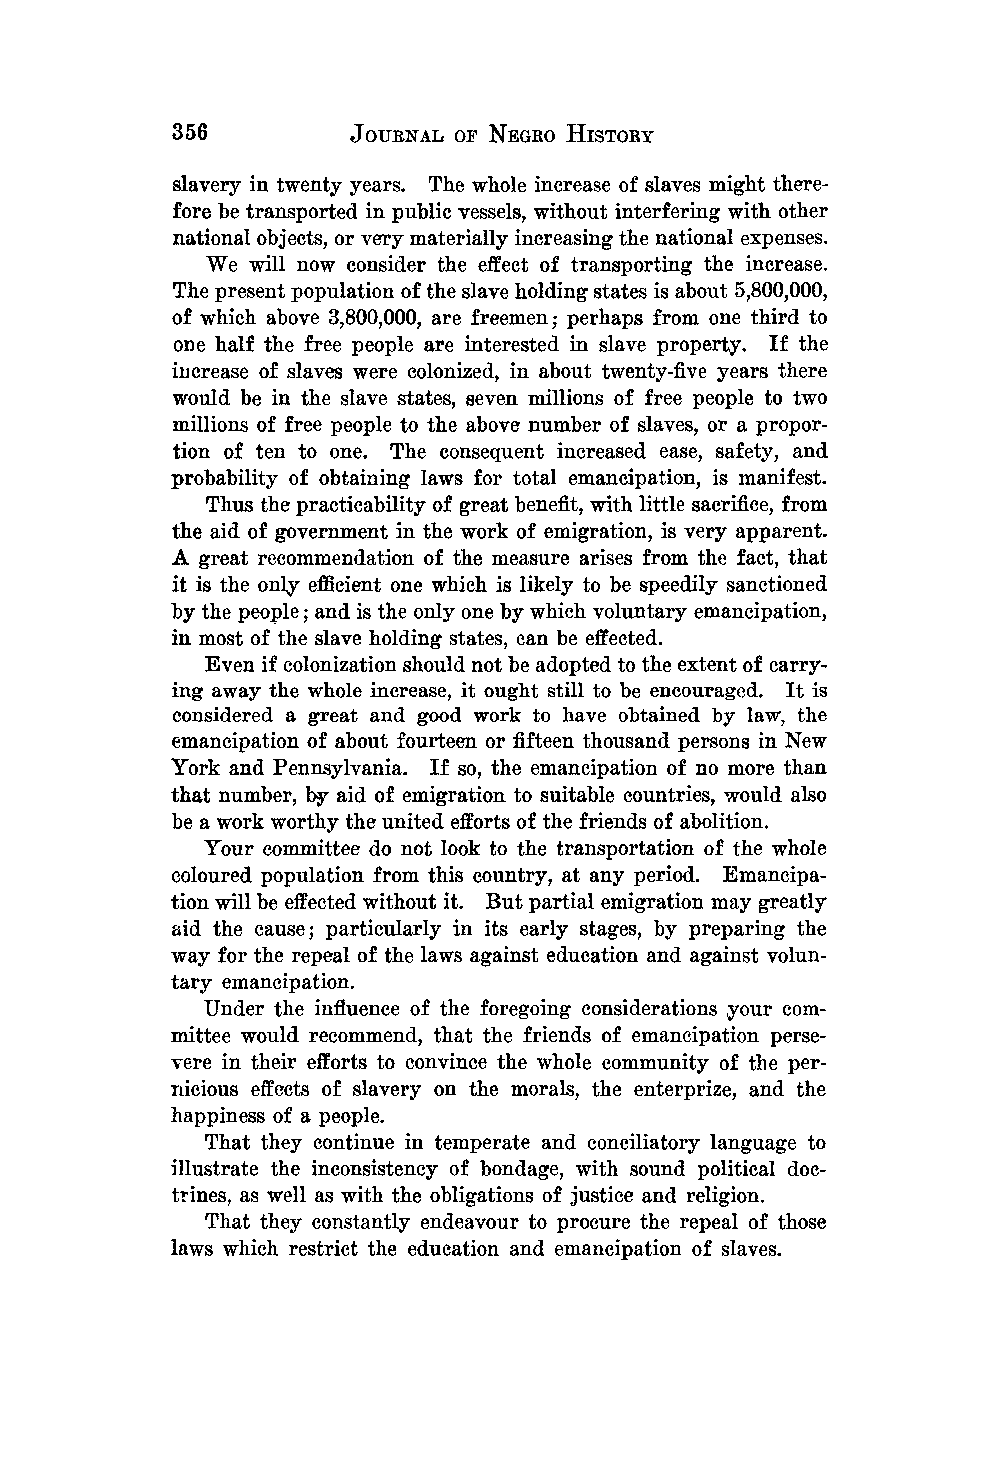 356 JOURNAL OF NEGRO HISTORY
slavery in twenty years. The whole increase of slaves might there-
fore be transported in public vessels, without interfering with other
national objects, or very materially increasing the national expenses.
We will now consider the effect of transporting the increase.
The present population of the slave holding states is about 5,800,000,
of which above 3,800,000, are freemen; perhaps from one third to
one half the free people are interested in slave property. If the
increase of slaves were colonized, in about twenty-five years there
would be in the slave states, seven millions of free people to two
millions of free people to the above number of slaves, or a propor-
tion of ten to one. The consequent increased ease, safety, and
probability of obtaining laws for total emancipation, is manifest.
Thus the practicability of great benefit, with little sacrifice, from
the aid of government in the work of emigration, is very apparent.
A great recommendation of the measure arises from the fact, that
it is the only efficient one which is likely to be speedily sanctioned
by the people; and is the only one by which voluntary emancipation,
in most of the slave holding states, can be effected.
Even if colonization should not be adopted to the extent of carry-
ing away the whole increase, it ought still to be encouraged. It is
considered a great and good work to have obtained by law, the
emancipation of about fourteen or fifteen thousand persons in New
York and Pennsylvania. If so, the emancipation of no more than
that number, by aid of emigration to suitable countries, would also
be a work worthy the united efforts of the friends of abolition.
Your committee do not look to the transportation of the whole
coloured population from this country, at any period. Emancipa-
tion will be effected without it. But partial emigration may greatly
aid the cause; particularly in its early stages, by preparing the
way for the repeal of the laws against education and against volun-
tary emancipation.
Under the influence of the foregoing considerations your com-
mittee would recommend, that the friends of emancipation perse-
vere in their efforts to convince the whole community of the per-
nicious effects of slavery on the morals, the enterprize, and the
happiness of a people.
That they continue in temperate and conciliatory language to
illustrate the inconsistency of bondage, with sound political doc-
trines, as well as with the obligations of justice and religion.
That they constantly endeavour to procure the repeal of those
laws which restrict the education and emancipation of slaves.